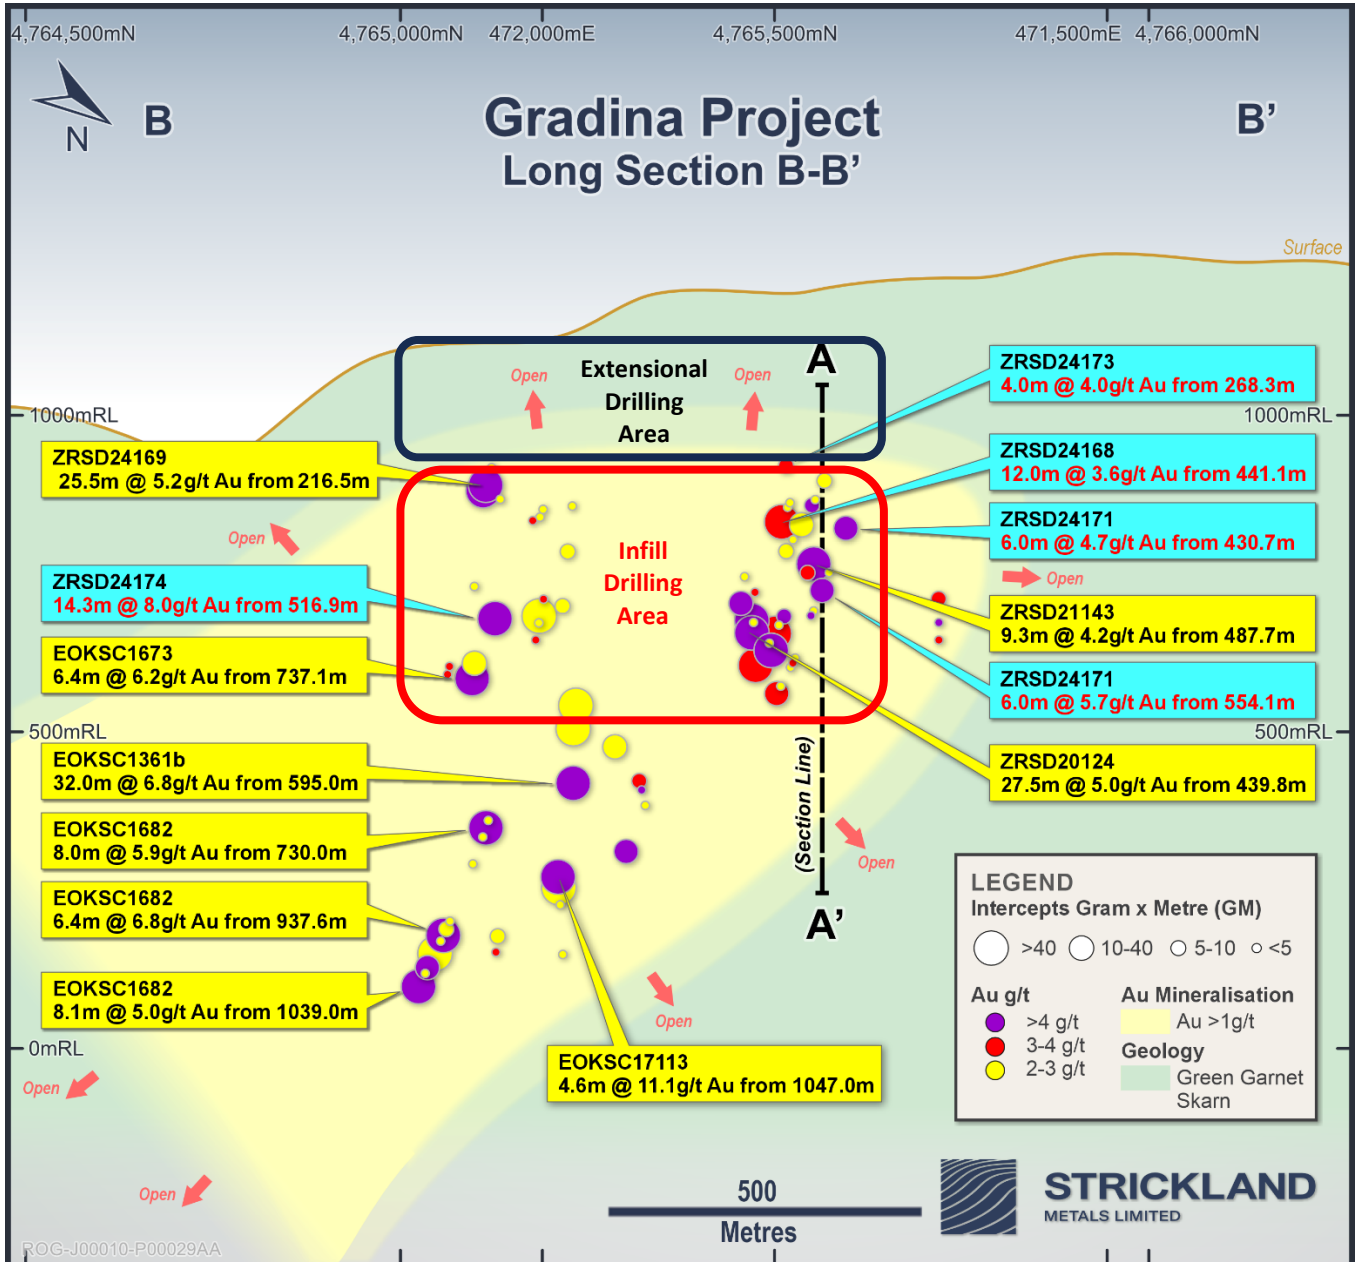 4,764,500mN
4,765,000mN
472,000mE
4,765,500mN
471,500mE
4,766,000mN
N
B
Gradina Project
Long Section B-B’
B’
Surface
Open
Extensional
Drilling
Area
Open
A
1000mRL
1000mRL
ZRSD24173
4.0m @ 4.0g/t Au from 268.3m
ZRSD24169
25.5m @ 5.2g/t Au from 216.5m
ZRSD24168
12.0m @ 3.6g/t Au from 441.1m
Open
Infill
Drilling
Area
ZRSD24171
6.0m @ 4.7g/t Au from 430.7m
Open
ZRSD24174
14.3m @ 8.0g/t Au from 516.9m
ZRSD21143
9.3m @ 4.2g/t Au from 487.7m
EOKSC1673
6.4m @ 6.2g/t Au from 737.1m
ZRSD24171
6.0m @ 5.7g/t Au from 554.1m
500mRL
500mRL
EOKSC1361b
32.0m @ 6.8g/t Au from 595.0m
(Section Line)
ZRSD20124
27.5m @ 5.0g/t Au from 439.8m
EOKSC1682
8.0m @ 5.9g/t Au from 730.0m
Open
EOKSC1682
6.4m @ 6.8g/t Au from 937.6m
A’
EOKSC1682
8.1m @ 5.0g/t Au from 1039.0m
Open
LEGEND
Intercepts Gram x Metre (GM)
>40
10-40
5-10
<5
Au g/t
>4 g/t
3-4 g/t
2-3 g/t
Au Mineralisation
Au >1g/t
Geology
Green Garnet
Skarn
0mRL
EOKSC17113
4.6m @ 11.1g/t Au from 1047.0m
Open
Open
500
Metres
STRICKLAND
METALS LIMITED
ROG-J00010-P00029AA